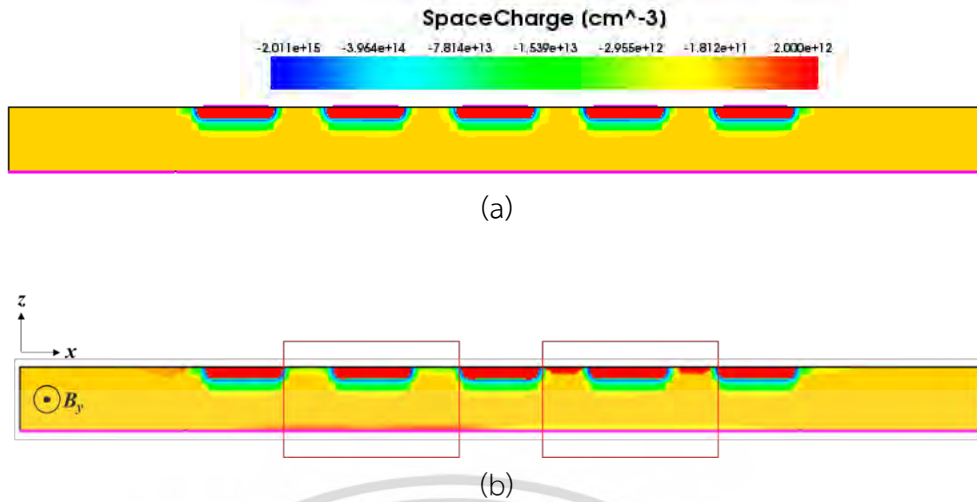 SpaceCharge (cm^-3)
-2.011e+15 -3.964e+14 -7.814e+13 -1.539e+13 -2.955e+12 -1.812e+11 2.000e+12
(a)
z
x
B_y
(b)